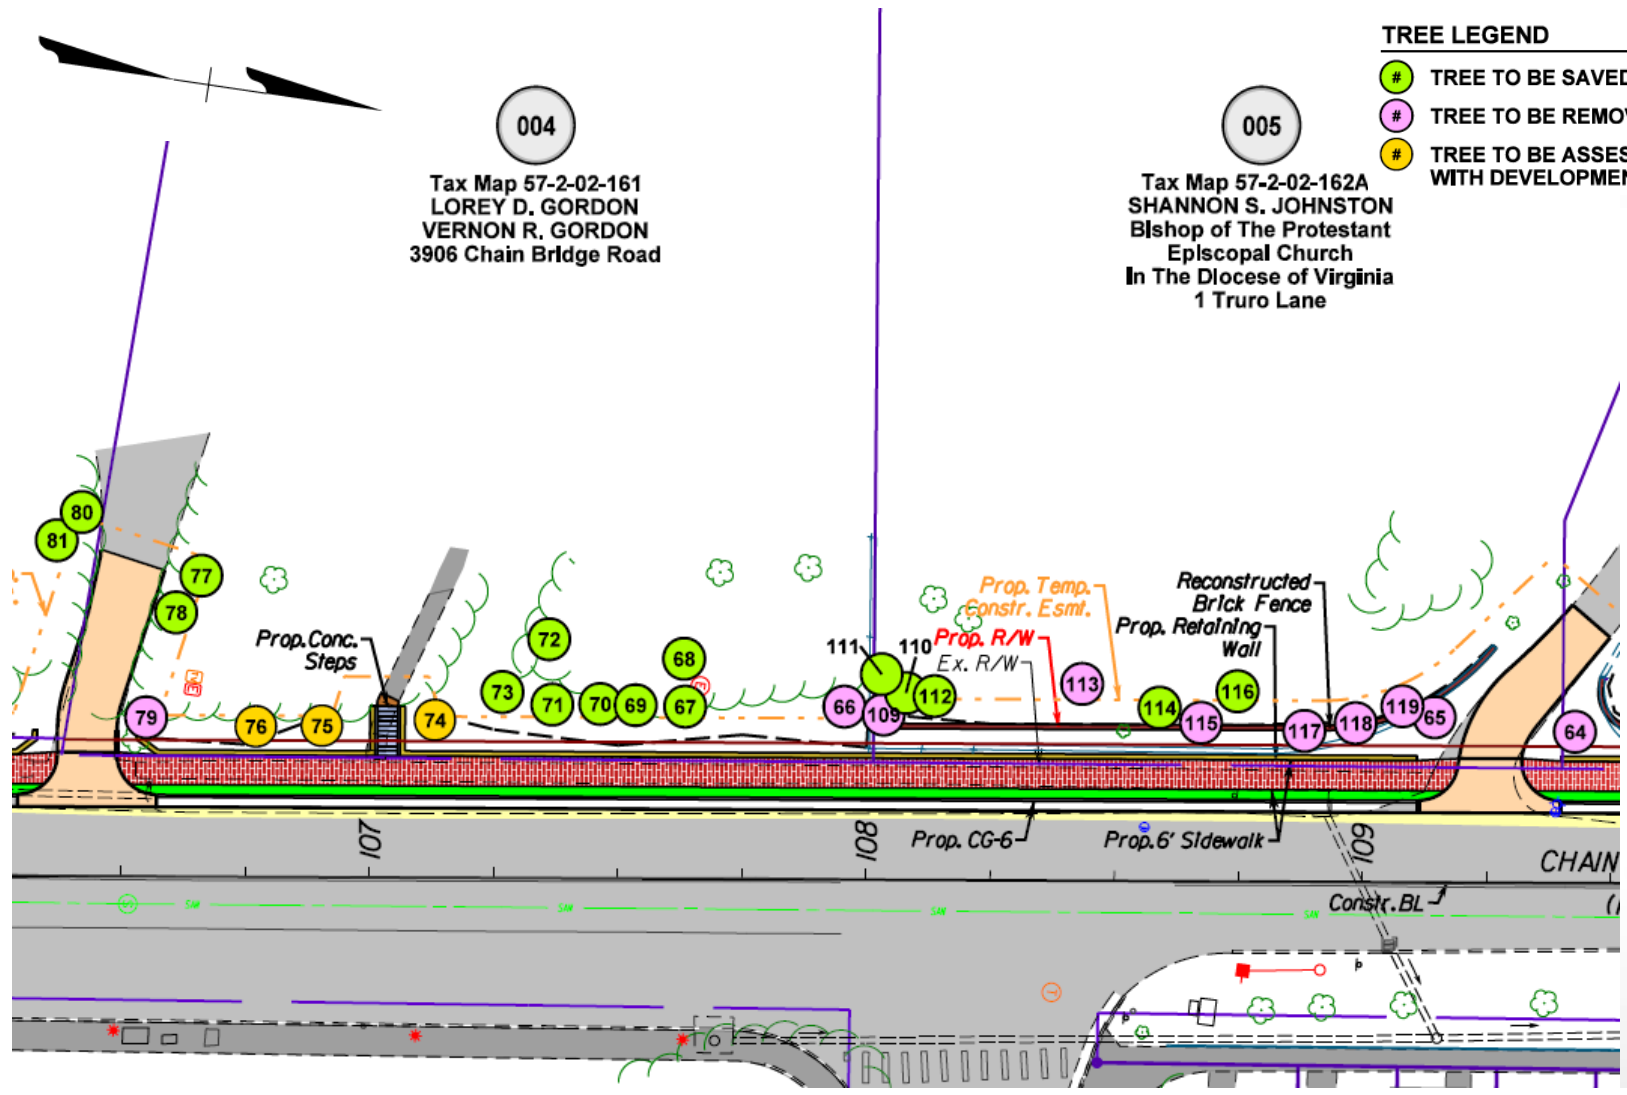 TREE LEGEND
# TREE TO BE SAVED
# TREE TO BE REMOV
# TREE TO BE ASSES
WITH DEVELOPMEN
004
Tax Map 57-2-02-161
LOREY D. GORDON
VERNON R. GORDON
3906 Chain Bridge Road
005
Tax Map 57-2-02-162A
SHANNON S. JOHNSTON
Bishop of The Protestant
Episcopal Church
In The Diocese of Virginia
1 Truro Lane
80
81
77
78
79
76
75
74
Prop. Conc.
Steps
73
72
71
70
69
68
67
66
111
110
109
112
Prop. Temp.
Constr. Esmt.
Prop. R/W
Ex. R/W
113
114
115
116
117
118
119
65
64
Reconstructed
Brick Fence
Prop. Retaining
Wall
107
108
109
Prop. CG-6
Prop. 6' Sidewalk
CHAIN
Constr. BL
SAN
SAN
SAN
SAN